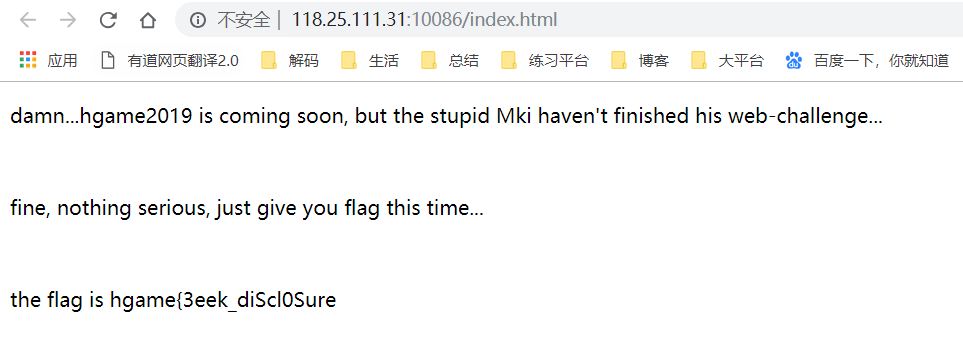 不安全 | 118.25.111.31:10086/index.html
应用 有道网页翻译2.0 解码 生活 总结 练习平台 博客 大平台 百度一下，你就知道
damn...hgame2019 is coming soon, but the stupid Mki haven't finished his web-challenge...
fine, nothing serious, just give you flag this time...
the flag is hgame{3eek_diScl0Sure